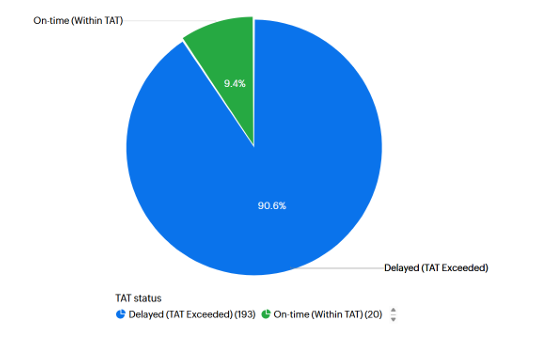 On-time (Within TAT)
9.4%
90.6%
Delayed (TAT Exceeded)
TAT status
Delayed (TAT Exceeded) (193) On-time (Within TAT) (20)